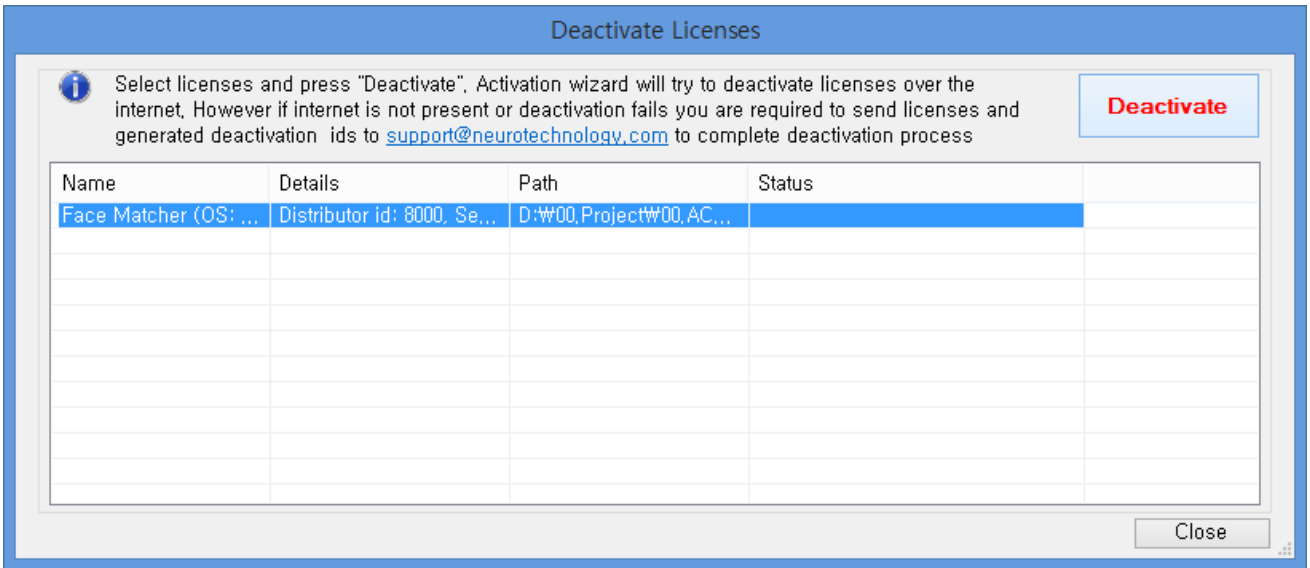 Deactivate Licenses
Select licenses and press "Deactivate", Activation wizard will try to deactivate licenses over the
internet, However if internet is not present or deactivation fails you are required to send licenses and
generated deactivation ids to support@neurotechnology,com to complete deactivation process
Deactivate
Name Details Path Status
Face Matcher (OS: ... Distributor id: 8000, Se,,, D:₩00,Project₩00,AC,,,
Close